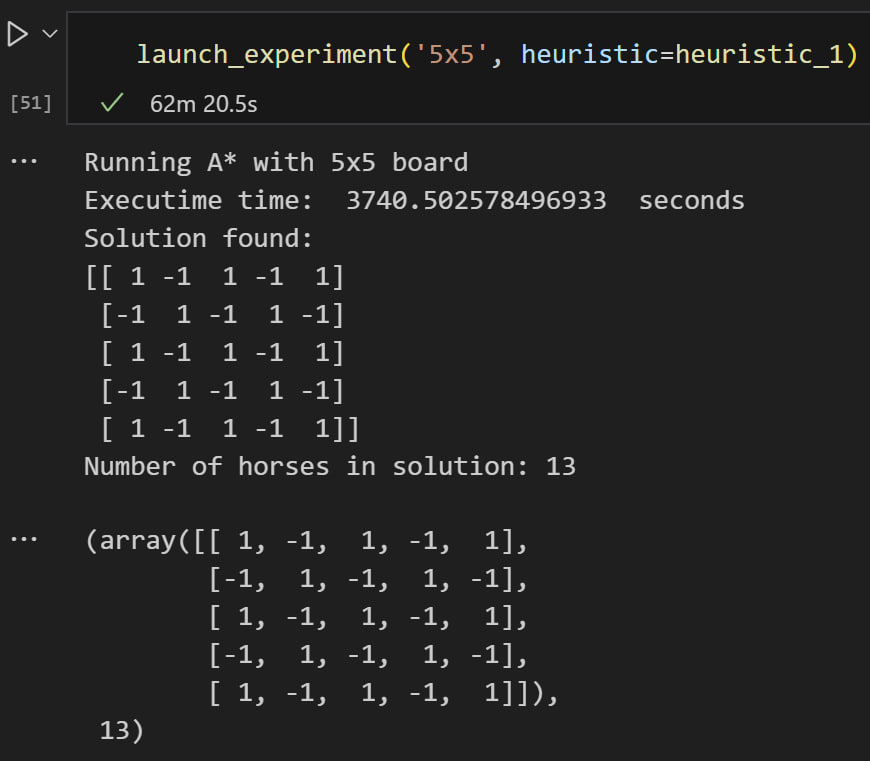 launch_experiment('5x5', heuristic=heuristic_1)
[51]
62m 20.5s
... Running A* with 5x5 board
Executime time:  3740.502578496933  seconds
Solution found:
[[ 1 -1  1 -1  1]
 [-1  1 -1  1 -1]
 [ 1 -1  1 -1  1]
 [-1  1 -1  1 -1]
 [ 1 -1  1 -1  1]]
Number of horses in solution: 13
... (array([[ 1, -1,  1, -1,  1],
        [-1,  1, -1,  1, -1],
        [ 1, -1,  1, -1,  1],
        [-1,  1, -1,  1, -1],
        [ 1, -1,  1, -1,  1]]),
 13)